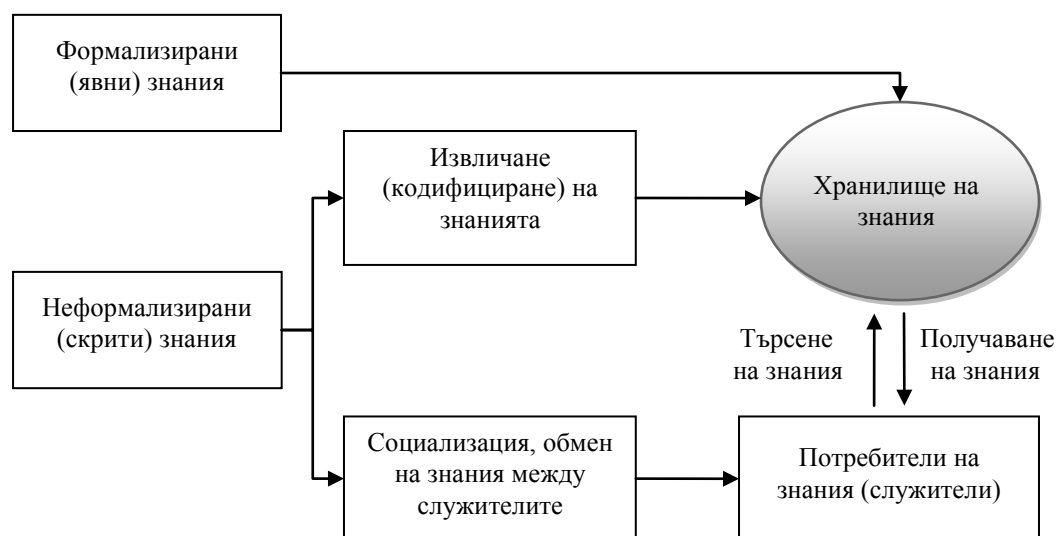 Формализирани
(явни) знания
Извличане
(кодифициране) на
знанията
Хранилище на
знания
Неформализирани
(скрити) знания
Търсене
на знания
Получаване
на знания
Социализация, обмен
на знания между
служителите
Потребители на
знания (служители)